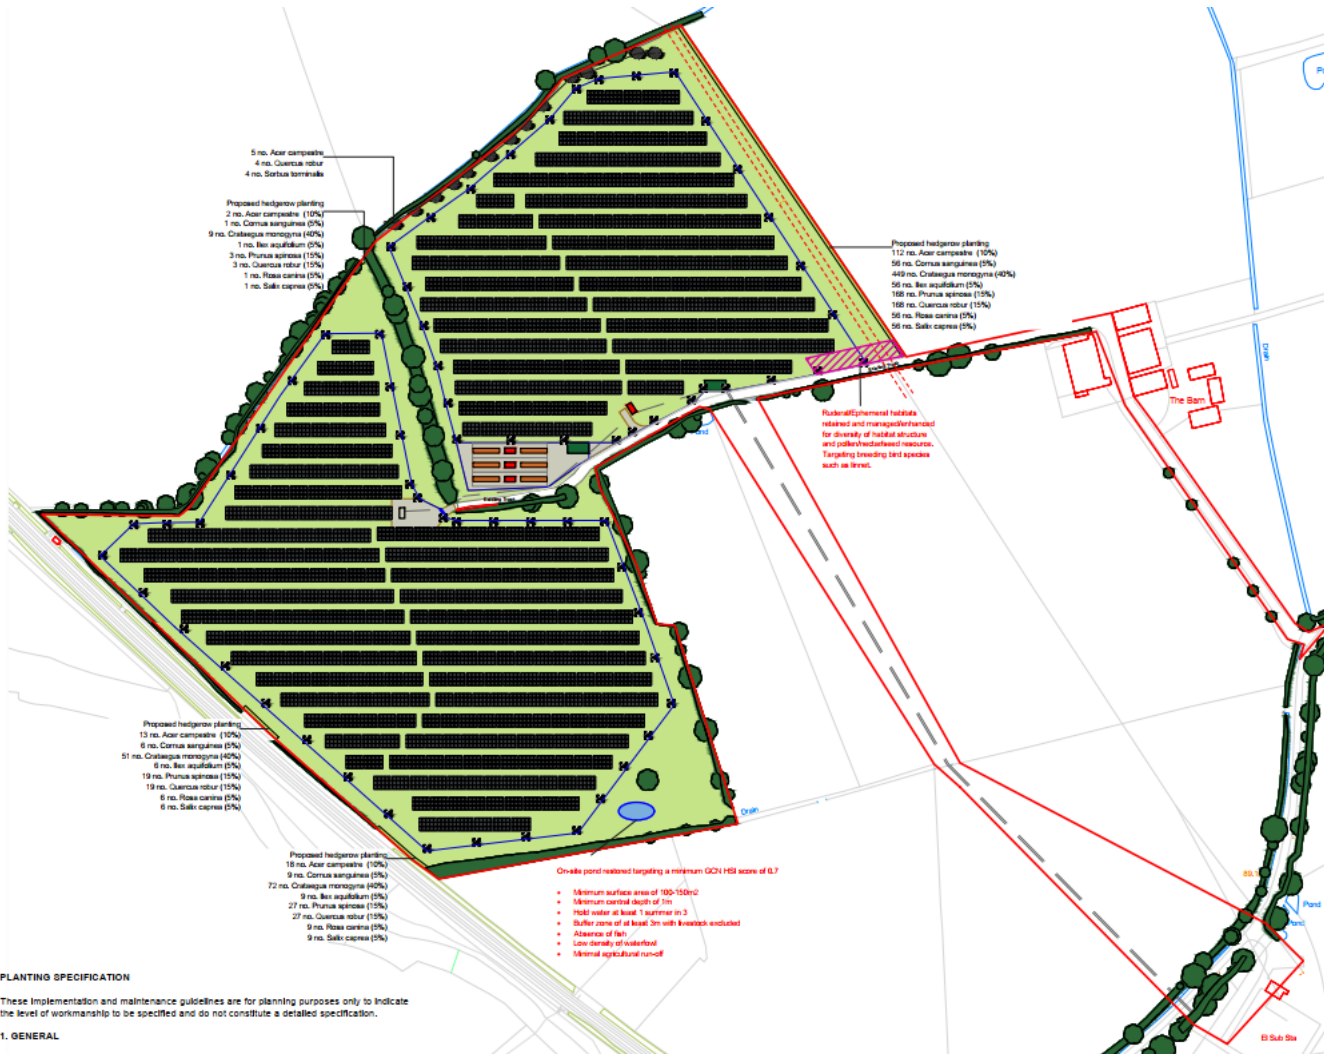 5 no. Acer campestre
4 no. Quercus robur
4 no. Sorbus torminalis
Proposed hedgerow planting
2 no. Acer campestre (10%)
1 no. Cornus sanguinea (5%)
9 no. Crataegus monogyna (40%)
1 no. Ilex aquifolium (5%)
3 no. Prunus spinosa (15%)
3 no. Quercus robur (15%)
1 no. Rosa canina (5%)
1 no. Salix caprea (5%)
Proposed hedgerow planting
112 no. Acer campestre (10%)
56 no. Cornus sanguinea (5%)
449 no. Crataegus monogyna (40%)
56 no. Ilex aquifolium (5%)
168 no. Prunus spinosa (15%)
168 no. Quercus robur (15%)
56 no. Rosa canina (5%)
56 no. Salix caprea (5%)
Drain
The Barn
Existing Track
Ruderal/Ephemeral habitats
retained and managed/enhanced
for diversity of habitat structure
and pollen/nectar/seed resource.
Targeting breeding bird species
such as linnet.
Existing Track
Proposed hedgerow planting
13 no. Acer campestre (10%)
6 no. Cornus sanguinea (5%)
51 no. Crataegus monogyna (40%)
6 no. Ilex aquifolium (5%)
19 no. Prunus spinosa (15%)
19 no. Quercus robur (15%)
6 no. Rosa canina (5%)
6 no. Salix caprea (5%)
Drain
Proposed hedgerow planting
18 no. Acer campestre (10%)
9 no. Cornus sanguinea (5%)
72 no. Crataegus monogyna (40%)
9 no. Ilex aquifolium (5%)
27 no. Prunus spinosa (15%)
27 no. Quercus robur (15%)
9 no. Rosa canina (5%)
9 no. Salix caprea (5%)
On-site pond restored targeting a minimum GCN HSI score of 0.7
• Minimum surface area of 100-150m2
• Minimum central depth of 1m
• Hold water at least 1 summer in 3
• Buffer zone of at least 3m with livestock excluded
• Absence of fish
• Low density of waterfowl
• Minimal agricultural run-off
Pond
El Sub Sta
PLANTING SPECIFICATION
These implementation and maintenance guidelines are for planning purposes only to indicate
the level of workmanship to be specified and do not constitute a detailed specification.
1. GENERAL